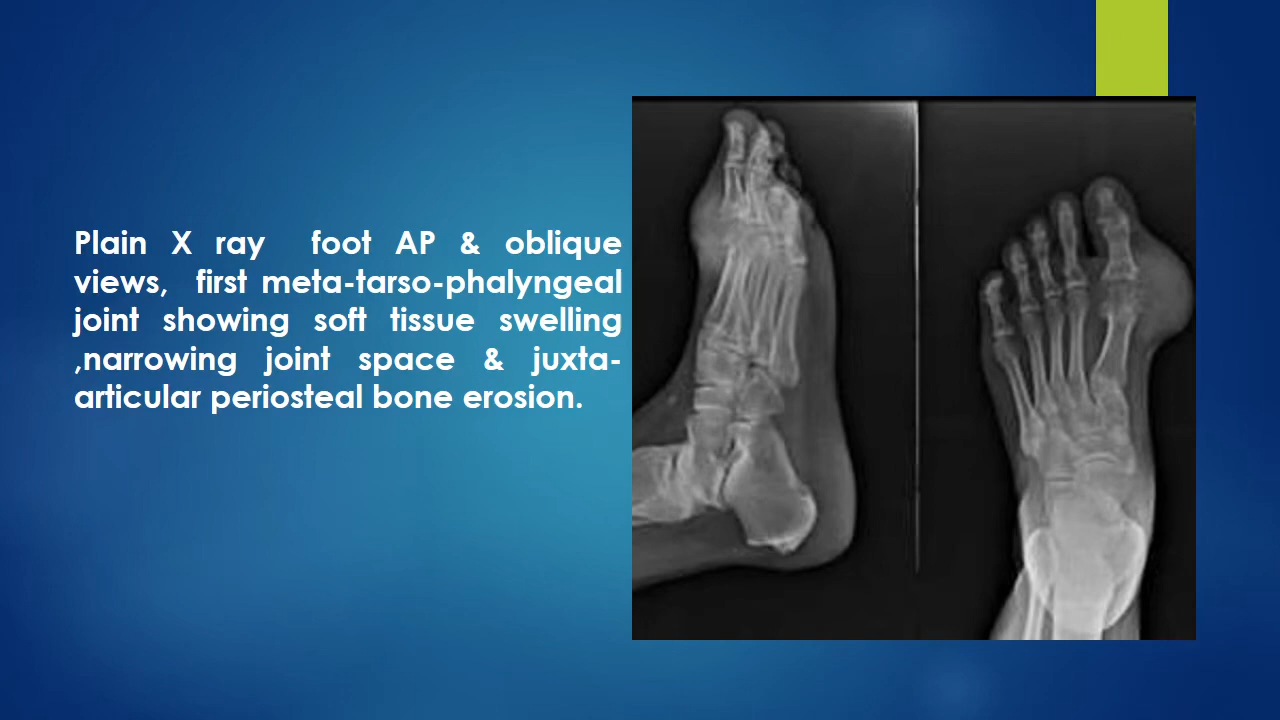 Plain X ray foot AP & oblique
views, first meta-tarso-phalyngeal
joint showing soft tissue swelling
,narrowing joint space & juxta-
articular periosteal bone erosion.